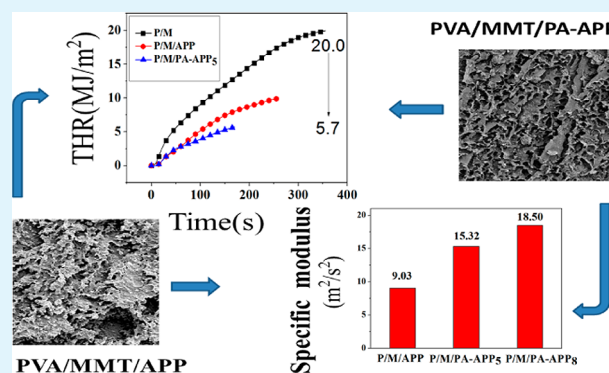 THR(MJ/m²)
20
15
10
5
0
P/M
P/M/APP
P/M/PA-APP₅
20.0
5.7
0
100
200
300
400
Time(s)
PVA/MMT/PA-APP
PVA/MMT/APP
Specific modulus
(m²/s²)
20
15
10
5
0
9.03
15.32
18.50
P/M/APP
P/M/PA-APP₅
P/M/PA-APP₈